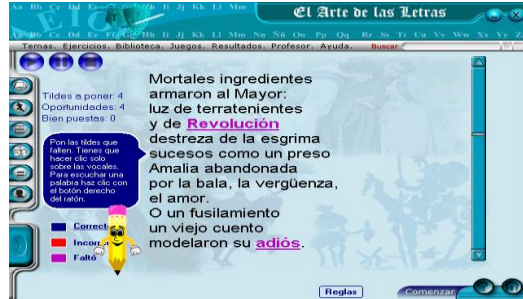 El Arte de las Letras
Temas. Ejercicios. Biblioteca. Juegos. Resultados. Profesor. Ayuda. Buscar
Tildes a poner: 4
Oportunidades: 4
Bien puestas: 0
Pon las tildes que
falten. Tienes que
hacer clic solo
sobre las vocales.
Para escuchar una
palabra haz clic con
el botón derecho
del ratón.
Faltó
Mortales ingredientes
armaron al Mayor:
luz de terratenientes
y de Revolución
destreza de la esgrima
sucesos como un preso
Amalia abandonada
por la bala, la vergüenza,
el amor.
O un fusilamiento
un viejo cuento
modelaron su adiós.
Reglas
Comenzar